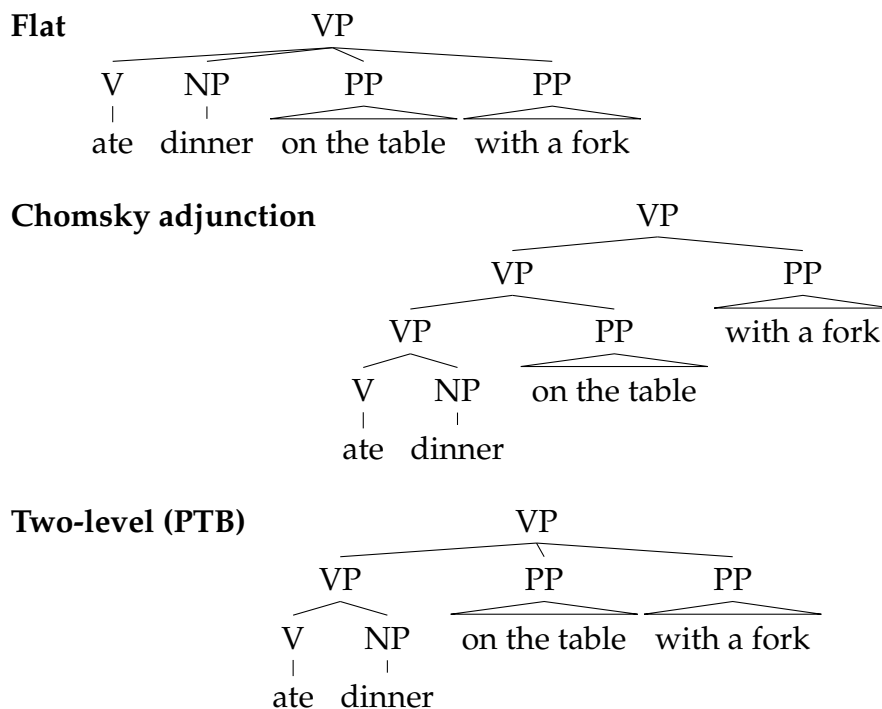 Flat VP
V NP PP PP
ate dinner on the table with a fork
Chomsky adjunction VP
VP PP
VP PP with a fork
V NP on the table
ate dinner
Two-level (PTB) VP
VP PP PP
V NP on the table with a fork
ate dinner